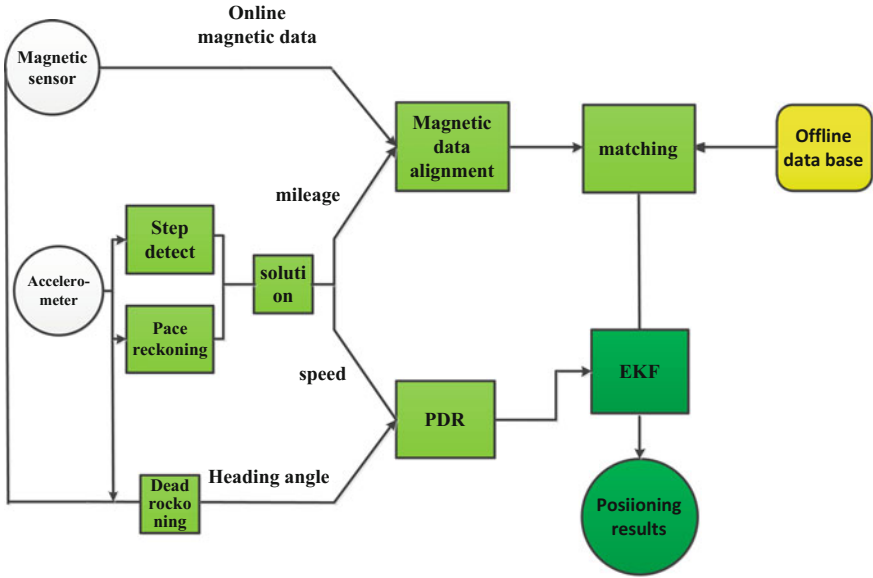 Online
magnetic data
Magnetic
sensor
Magnetic
data
alignment
matching
Offline
data base
mileage
Step
detect
Accelero-
meter
soluti
on
Pace
reckoning
speed
EKF
PDR
Heading angle
Dead
rocko
ning
Posiioning
results